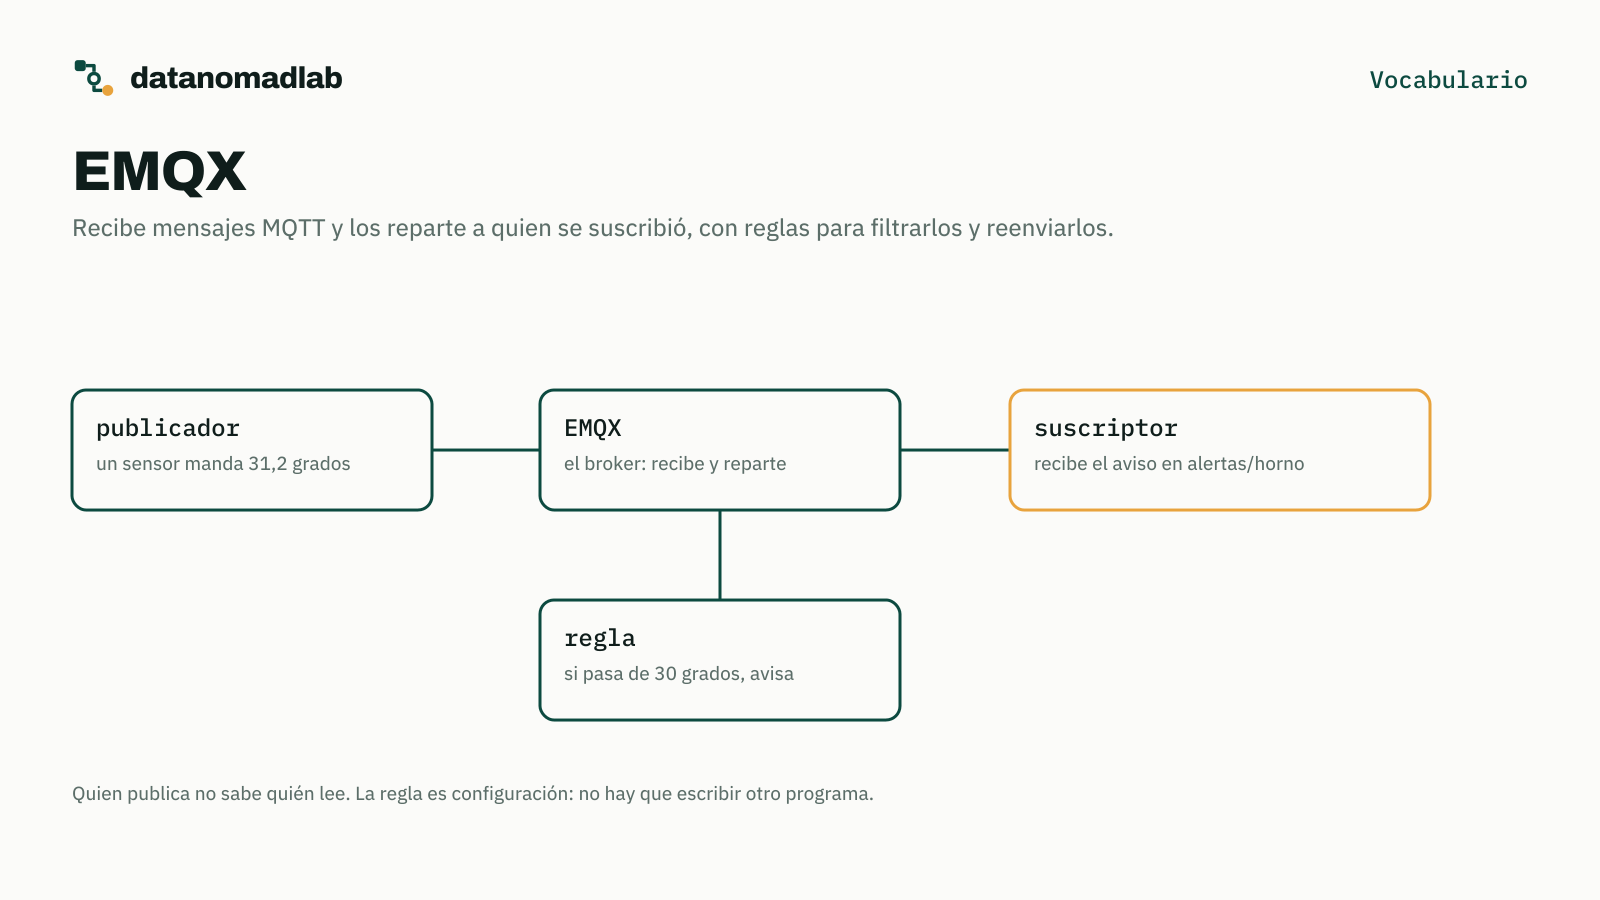 datanomadlab
Vocabulario
EMQX
Recibe mensajes MQTT y los reparte a quien se suscribió, con reglas para filtrarlos y reenviarlos.
publicador
un sensor manda 31,2 grados
EMQX
el broker: recibe y reparte
suscriptor
recibe el aviso en alertas/horno
regla
si pasa de 30 grados, avisa
Quien publica no sabe quién lee. La regla es configuración: no hay que escribir otro programa.